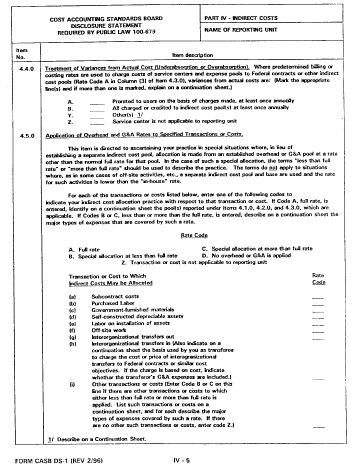 COST ACCOUNTING STANDARDS BOARD
DISCLOSURE STATEMENT
REQUIRED BY PUBLIC LAW 100-679
PART IV - INDIRECT COSTS
NAME OF REPORTING UNIT
Item
No.
Item description
4.4.0
Treatment of Variances from Actual Cost (Underabsorption or Overabsorption). Where predetermined billing or
costing rates are used to charge costs of service centers and expense pools to Federal contracts or other indirect
cost pools (Rate Code A in Column (3) of Item 4.3.0), variances from actual costs are: (Mark the appropriate
line(s) and if more than one is marked, explain on a continuation sheet.)
A. ____ Prorated to users on the basis of charges made, at least once annually
B. ____ All charged or credited to indirect cost pool(s) at least once annually
Y. ____ Other(s) 1/
Z. ____ Service center is not applicable to reporting unit
4.5.0
Application of Overhead and G&A Rates to Specified Transactions or Costs.
This item is directed to ascertaining your practice in special situations where, in lieu of
establishing a separate indirect cost pool, allocation is made from an established overhead or G&A pool at a rate
other than the normal full rate for that pool. In the case of such a special allocation, the terms "less than full
rate" or "more than full rate" should be used to describe the practice. The terms do not apply to situations
where, as in some cases of off-site activities, etc., a separate indirect cost pool and base are used and the rate
for such activities is lower than the "in-house" rate.
For each of the transactions or costs listed below, enter one of the following codes to
indicate your indirect cost allocation practice with respect to that transaction or cost. If Code A, full rate, is
entered, identify on a continuation sheet the pool(s) reported under Items 4.1.0, 4.2.0, and 4.3.0, which are
applicable. If Codes B or C, less than or more than the full rate, is entered, describe on a continuation sheet the
major types of expenses that are covered by such a rate.
Rate Code
A. Full rate C. Special allocation at more than full rate
B. Special allocation at less than full rate D. No overhead or G&A is applied
Z. Transaction or cost is not applicable to reporting unit
Transaction or Cost to Which Rate
Indirect Costs May be Allocated Code
(a) Subcontract costs ____
(b) Purchased Labor ____
(c) Government-furnished materials ____
(d) Self-constructed depreciable assets ____
(e) Labor on installation of assets ____
(f) Off-site work ____
(g) Interorganizational transfers out ____
(h) Interorganizational transfers in (Also indicate on a
continuation sheet the basis used by you as transferee
to charge the cost or price of interorganizational
transfers to Federal contracts or similar cost
objectives. If the charge is based on cost, indicate
whether the transferor's G&A expenses are included.) ____
(i) Other transactions or costs (Enter Code B or C on this
line if there are other transactions or costs to which
either less than full rate or more than full rate is
applied. List such transactions or costs on a
continuation sheet, and for each describe the major
types of expenses covered by such a rate. If there
are no other such transactions or costs, enter code Z.) ____
1/ Describe on a Continuation Sheet.
FORM CASB DS-1 (REV 2/96) IV - 5